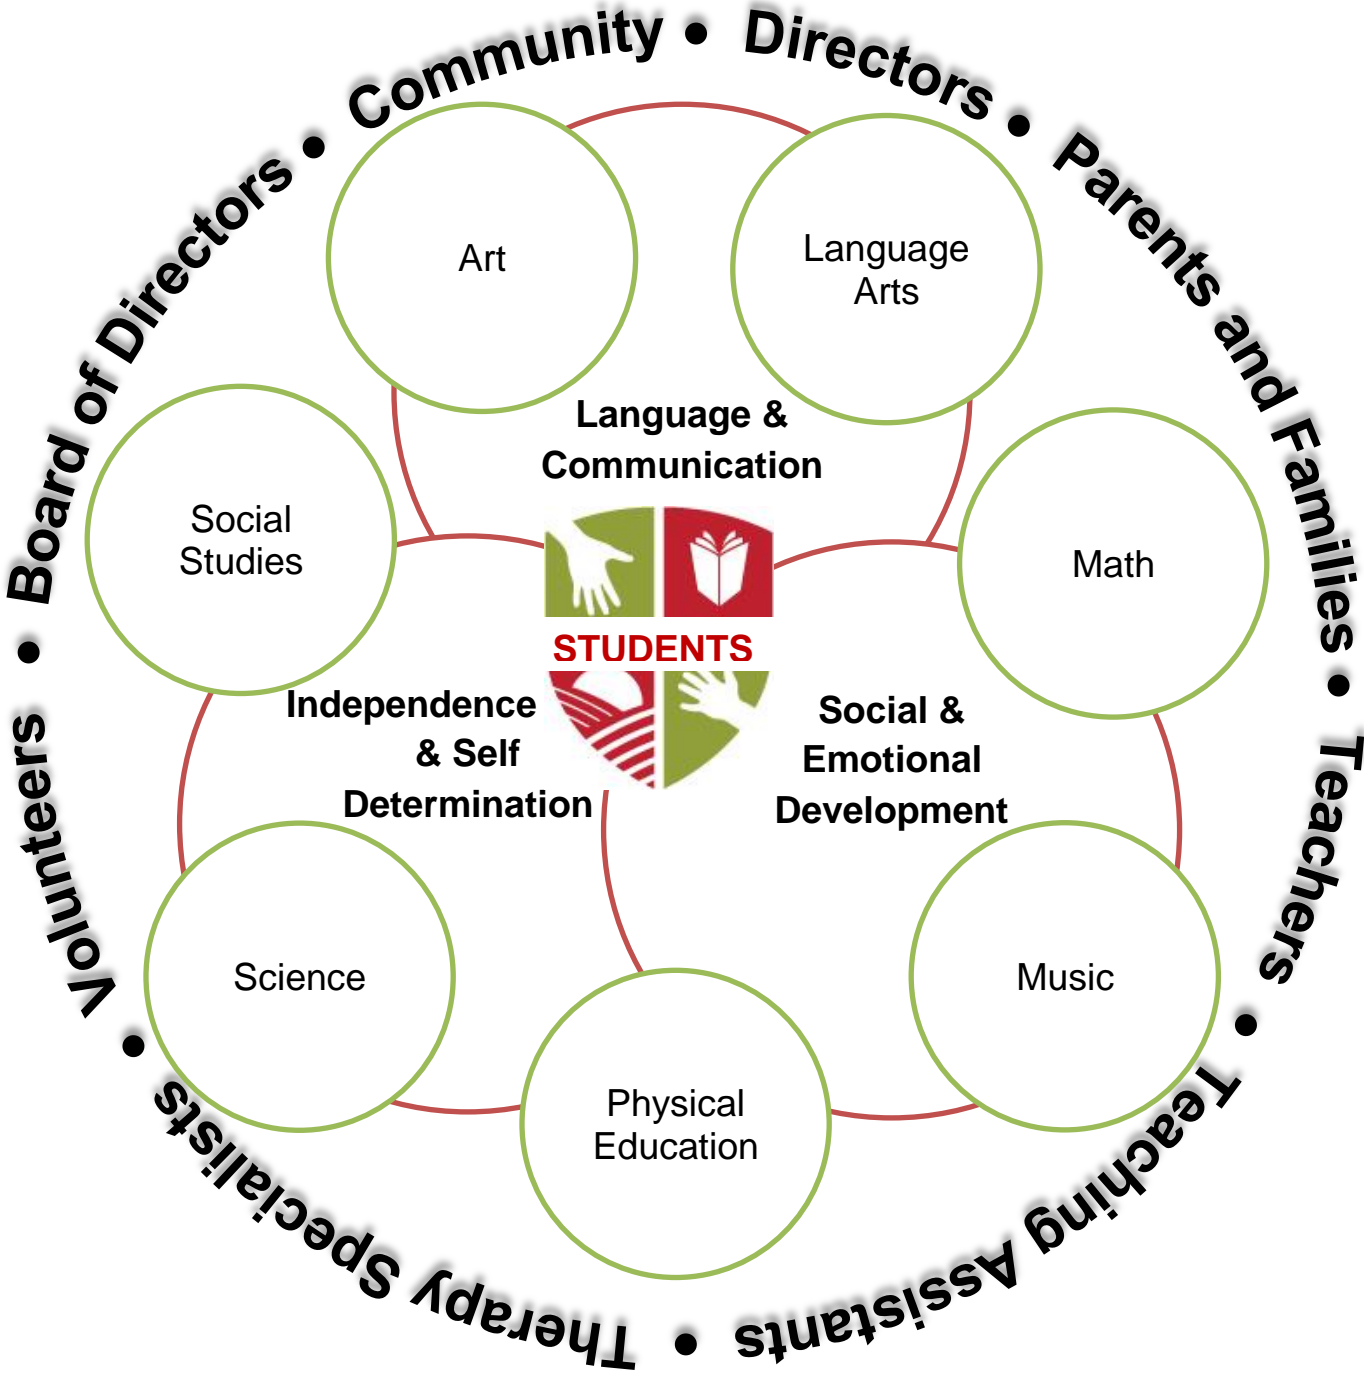 Community • Directors • Parents and Families • Teachers • Teaching Assistants • Therapy Specialists • Volunteers • Board of Directors •
Art
Language
Arts
Language &
Communication
Social
Studies
Math
STUDENTS
Independence
& Self
Determination
Social &
Emotional
Development
Science
Music
Physical
Education